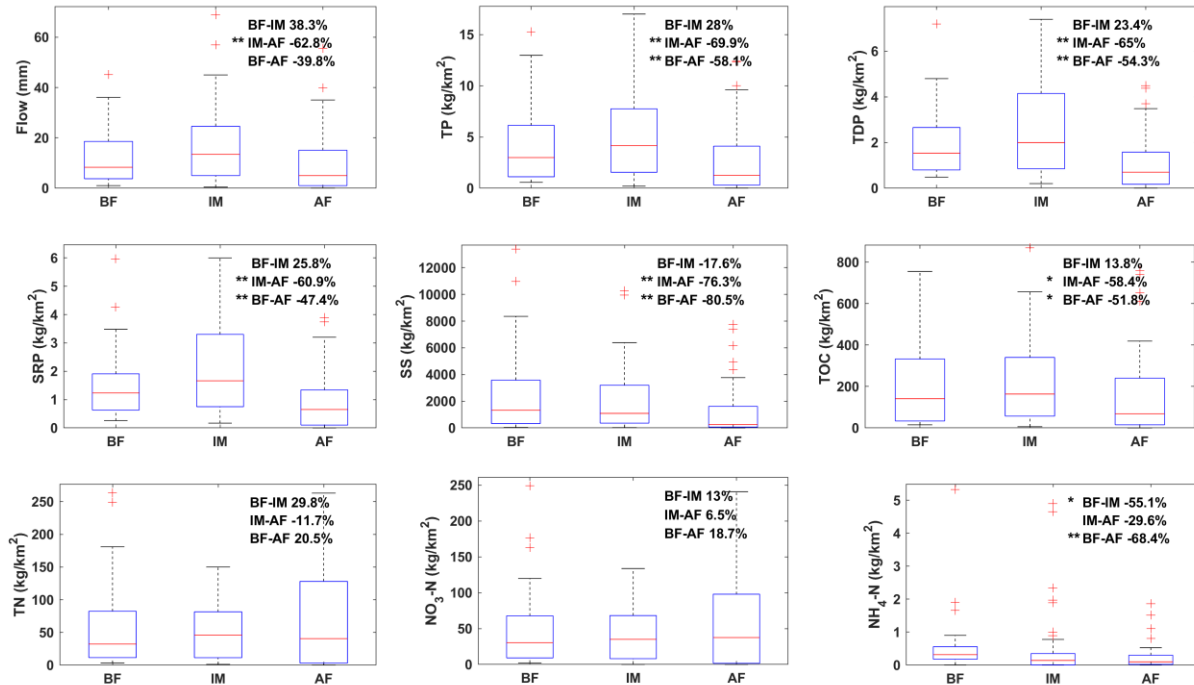 BF-IM 38.3%
** IM-AF -62.8%
BF-AF -39.8%
Flow (mm)
60
40
20
0
BF IM AF
BF-IM 28%
** IM-AF -69.9%
** BF-AF -58.1%
TP (kg/km²)
15
10
5
0
BF IM AF
BF-IM 23.4%
** IM-AF -65%
** BF-AF -54.3%
TDP (kg/km²)
6
4
2
0
BF IM AF
BF-IM 25.8%
** IM-AF -60.9%
** BF-AF -47.4%
SRP (kg/km²)
6
5
4
3
2
1
0
BF IM AF
BF-IM -17.6%
** IM-AF -76.3%
** BF-AF -80.5%
SS (kg/km²)
12000
10000
8000
6000
4000
2000
0
BF IM AF
BF-IM 13.8%
* IM-AF -58.4%
* BF-AF -51.8%
TOC (kg/km²)
800
600
400
200
0
BF IM AF
BF-IM 29.8%
IM-AF -11.7%
BF-AF 20.5%
TN (kg/km²)
250
200
150
100
50
0
BF IM AF
BF-IM 13%
IM-AF 6.5%
BF-AF 18.7%
NO₃-N (kg/km²)
250
200
150
100
50
0
BF IM AF
* BF-IM -55.1%
IM-AF -29.6%
** BF-AF -68.4%
NH₄-N (kg/km²)
5
4
3
2
1
0
BF IM AF